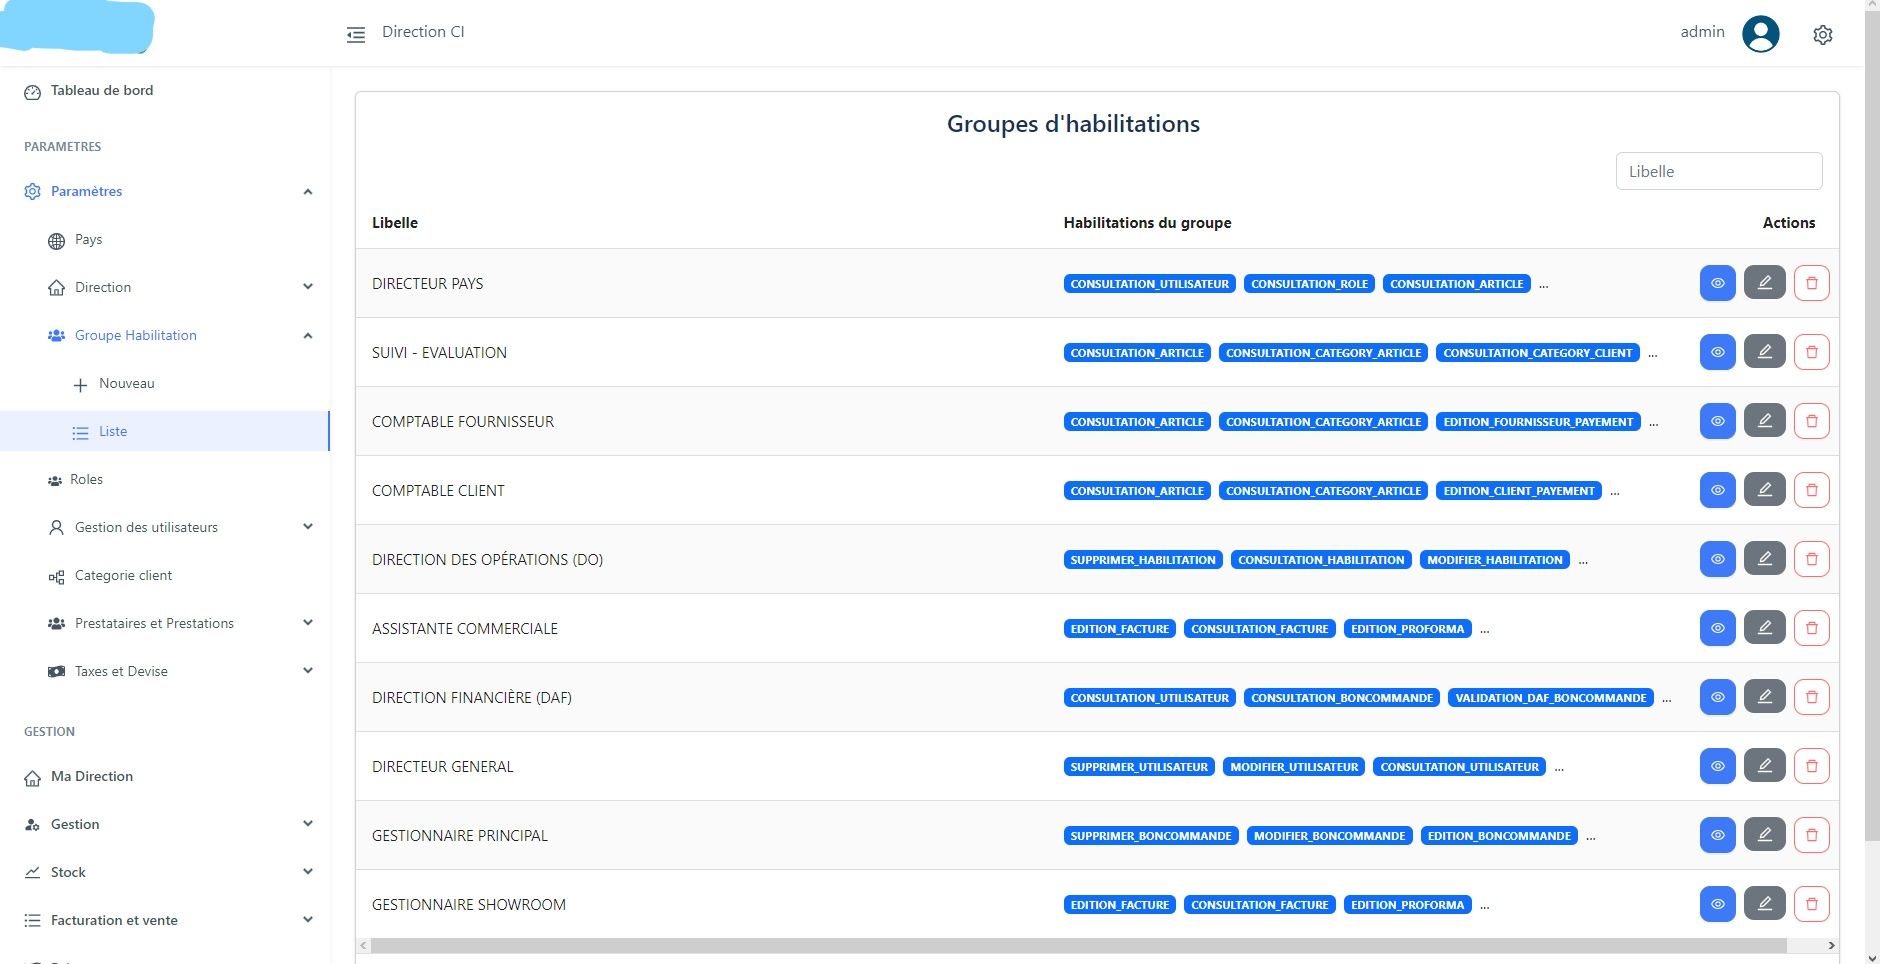 Direction CI
admin
Tableau de bord
PARAMETRES
Paramètres
Pays
Direction
Groupe Habilitation
Nouveau
Liste
Roles
Gestion des utilisateurs
Categorie client
Prestataires et Prestations
Taxes et Devise
GESTION
Ma Direction
Gestion
Stock
Facturation et vente
Groupes d'habilitations
Libelle
Libelle Habilitations du groupe Actions
DIRECTEUR PAYS CONSULTATION_UTILISATEUR CONSULTATION_ROLE CONSULTATION_ARTICLE ...
SUIVI - EVALUATION CONSULTATION_ARTICLE CONSULTATION_CATEGORY_ARTICLE CONSULTATION_CATEGORY_CLIENT ...
COMPTABLE FOURNISSEUR CONSULTATION_ARTICLE CONSULTATION_CATEGORY_ARTICLE EDITION_FOURNISSEUR_PAYEMENT ...
COMPTABLE CLIENT CONSULTATION_ARTICLE CONSULTATION_CATEGORY_ARTICLE EDITION_CLIENT_PAYEMENT ...
DIRECTION DES OPÉRATIONS (DO) SUPPRIMER_HABILITATION CONSULTATION_HABILITATION MODIFIER_HABILITATION ...
ASSISTANTE COMMERCIALE EDITION_FACTURE CONSULTATION_FACTURE EDITION_PROFORMA ...
DIRECTION FINANCIÈRE (DAF) CONSULTATION_UTILISATEUR CONSULTATION_BONCOMMANDE VALIDATION_DAF_BONCOMMANDE ...
DIRECTEUR GENERAL SUPPRIMER_UTILISATEUR MODIFIER_UTILISATEUR CONSULTATION_UTILISATEUR ...
GESTIONNAIRE PRINCIPAL SUPPRIMER_BONCOMMANDE MODIFIER_BONCOMMANDE EDITION_BONCOMMANDE ...
GESTIONNAIRE SHOWROOM EDITION_FACTURE CONSULTATION_FACTURE EDITION_PROFORMA ...